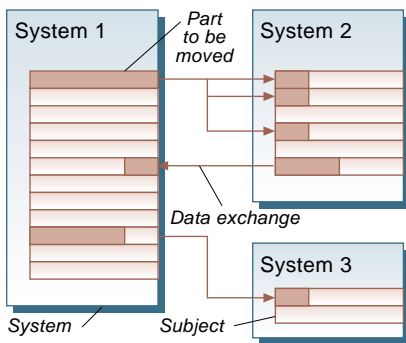 System 1
Part
to be
moved
System 2
Data exchange
System 3
System
Subject